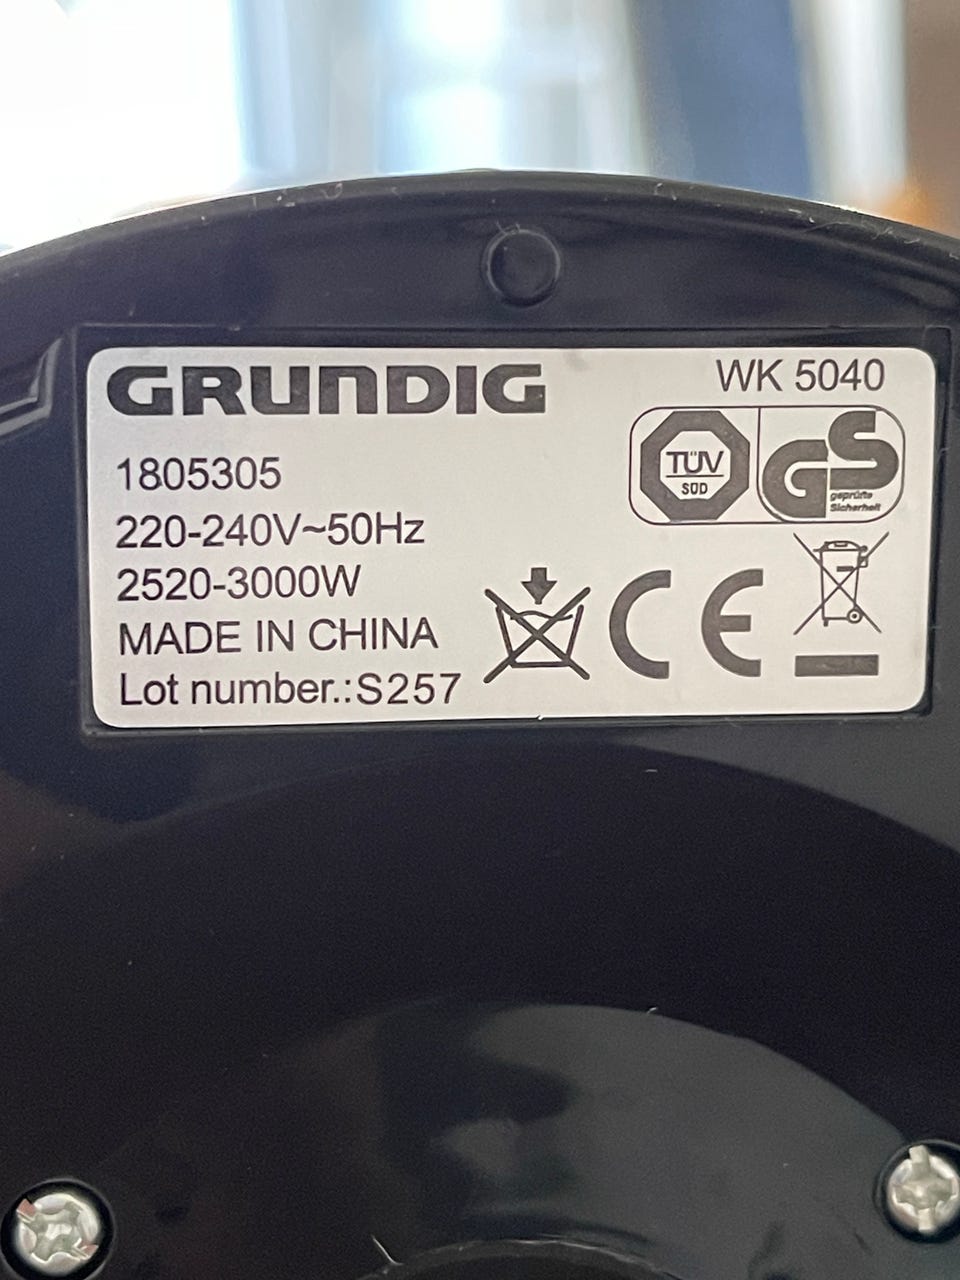 GRUNDIG
WK 5040
1805305
220-240V~50Hz
2520-3000W
MADE IN CHINA
Lot number.:S257
TÜV
SÜD
GS
geprüfte
Sicherheit
CE